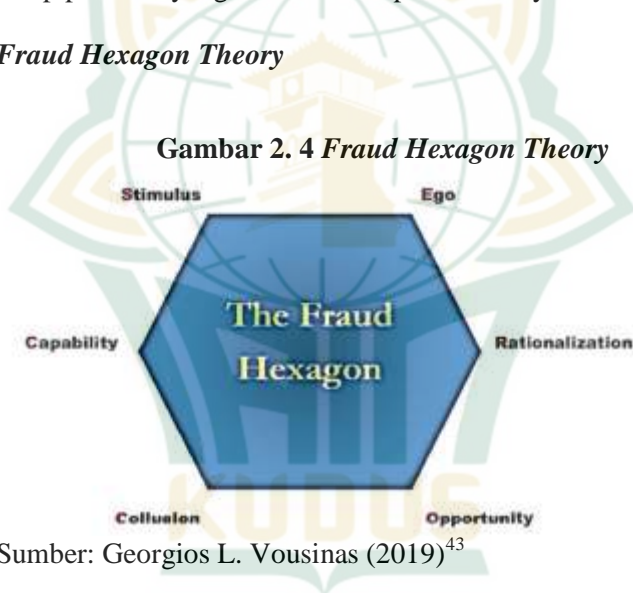 Fraud Hexagon Theory
Gambar 2. 4 Fraud Hexagon Theory
Stimulus Ego
The Fraud
Capability Rationalization
Hexagon
Collusion Opportunity
KUDUS
Sumber: Georgios L. Vousinas (2019)43